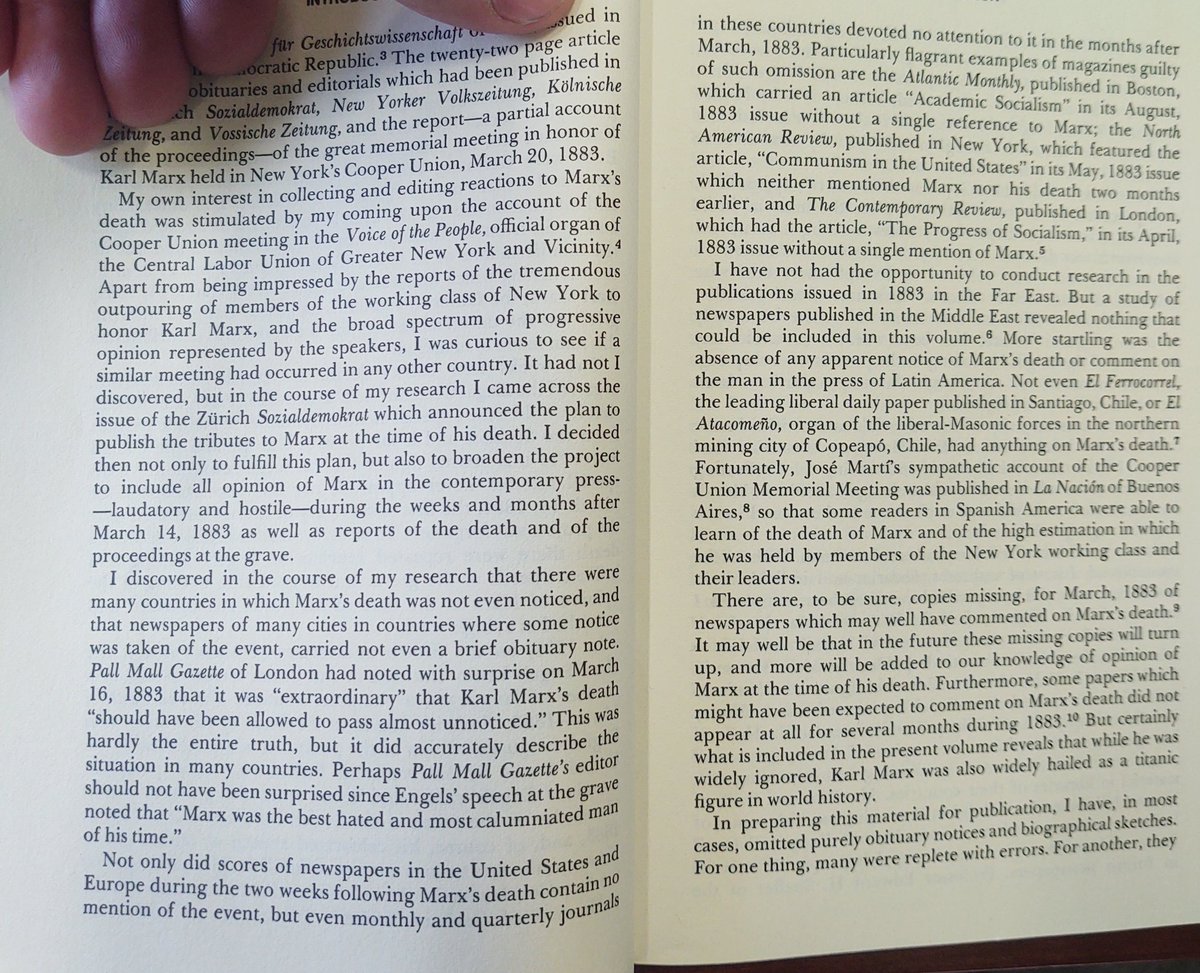 für Geschichtswissenschaft
ocratic Republic.³ The twenty-two page article
obituaries and editorials which had been published in
Sozialdemokrat, New Yorker Volkszeitung, Kölnische
Zeitung, and Vossische Zeitung, and the report—a partial account
of the proceedings—of the great memorial meeting in honor of
Karl Marx held in New York's Cooper Union, March 20, 1883.
My own interest in collecting and editing reactions to Marx's
death was stimulated by my coming upon the account of the
Cooper Union meeting in the Voice of the People, official organ of
the Central Labor Union of Greater New York and Vicinity.⁴
Apart from being impressed by the reports of the tremendous
outpouring of members of the working class of New York to
honor Karl Marx, and the broad spectrum of progressive
opinion represented by the speakers, I was curious to see if a
similar meeting had occurred in any other country. It had not I
discovered, but in the course of my research I came across the
issue of the Zürich Sozialdemokrat which announced the plan to
publish the tributes to Marx at the time of his death. I decided
then not only to fulfill this plan, but also to broaden the project
to include all opinion of Marx in the contemporary press-
—laudatory and hostile—during the weeks and months after
March 14, 1883 as well as reports of the death and of the
proceedings at the grave.
I discovered in the course of my research that there were
many countries in which Marx's death was not even noticed, and
that newspapers of many cities in countries where some notice
was taken of the event, carried not even a brief obituary note.
Pall Mall Gazette of London had noted with surprise on March
16, 1883 that it was "extraordinary" that Karl Marx's death
"should have been allowed to pass almost unnoticed." This was
hardly the entire truth, but it did accurately describe the
situation in many countries. Perhaps Pall Mall Gazette's editor
should not have been surprised since Engels' speech at the grave
noted that "Marx was the best hated and most calumniated man
of his time."
Not only did scores of newspapers in the United States and
Europe during the two weeks following Marx's death contain no
mention of the event, but even monthly and quarterly journals
in these countries devoted no attention to it in the months after
March, 1883. Particularly flagrant examples of magazines guilty
of such omission are the Atlantic Monthly, published in Boston,
which carried an article "Academic Socialism" in its August,
1883 issue without a single reference to Marx; the North
American Review, published in New York, which featured the
article, "Communism in the United States" in its May, 1883 issue
which neither mentioned Marx nor his death two months
earlier, and The Contemporary Review, published in London,
which had the article, "The Progress of Socialism," in its April,
1883 issue without a single mention of Marx.⁵
I have not had the opportunity to conduct research in the
publications issued in 1883 in the Far East. But a study of
newspapers published in the Middle East revealed nothing that
could be included in this volume.⁶ More startling was the
absence of any apparent notice of Marx's death or comment on
the man in the press of Latin America. Not even El Ferrocorrel,
the leading liberal daily paper published in Santiago, Chile, or El
Atacomeño, organ of the liberal-Masonic forces in the northern
mining city of Copeapó, Chile, had anything on Marx's death.⁷
Fortunately, José Martí's sympathetic account of the Cooper
Union Memorial Meeting was published in La Nación of Buenos
Aires,⁸ so that some readers in Spanish America were able to
learn of the death of Marx and of the high estimation in which
he was held by members of the New York working class and
their leaders.
There are, to be sure, copies missing, for March, 1883 of
newspapers which may well have commented on Marx's death.⁹
It may well be that in the future these missing copies will turn
up, and more will be added to our knowledge of opinion of
Marx at the time of his death. Furthermore, some papers which
might have been expected to comment on Marx's death did not
appear at all for several months during 1883.¹⁰ But certainly
what is included in the present volume reveals that while he was
widely ignored, Karl Marx was also widely hailed as a titanic
figure in world history.
In preparing this material for publication, I have, in most
cases, omitted purely obituary notices and biographical sketches.
For one thing, many were replete with errors. For another, they